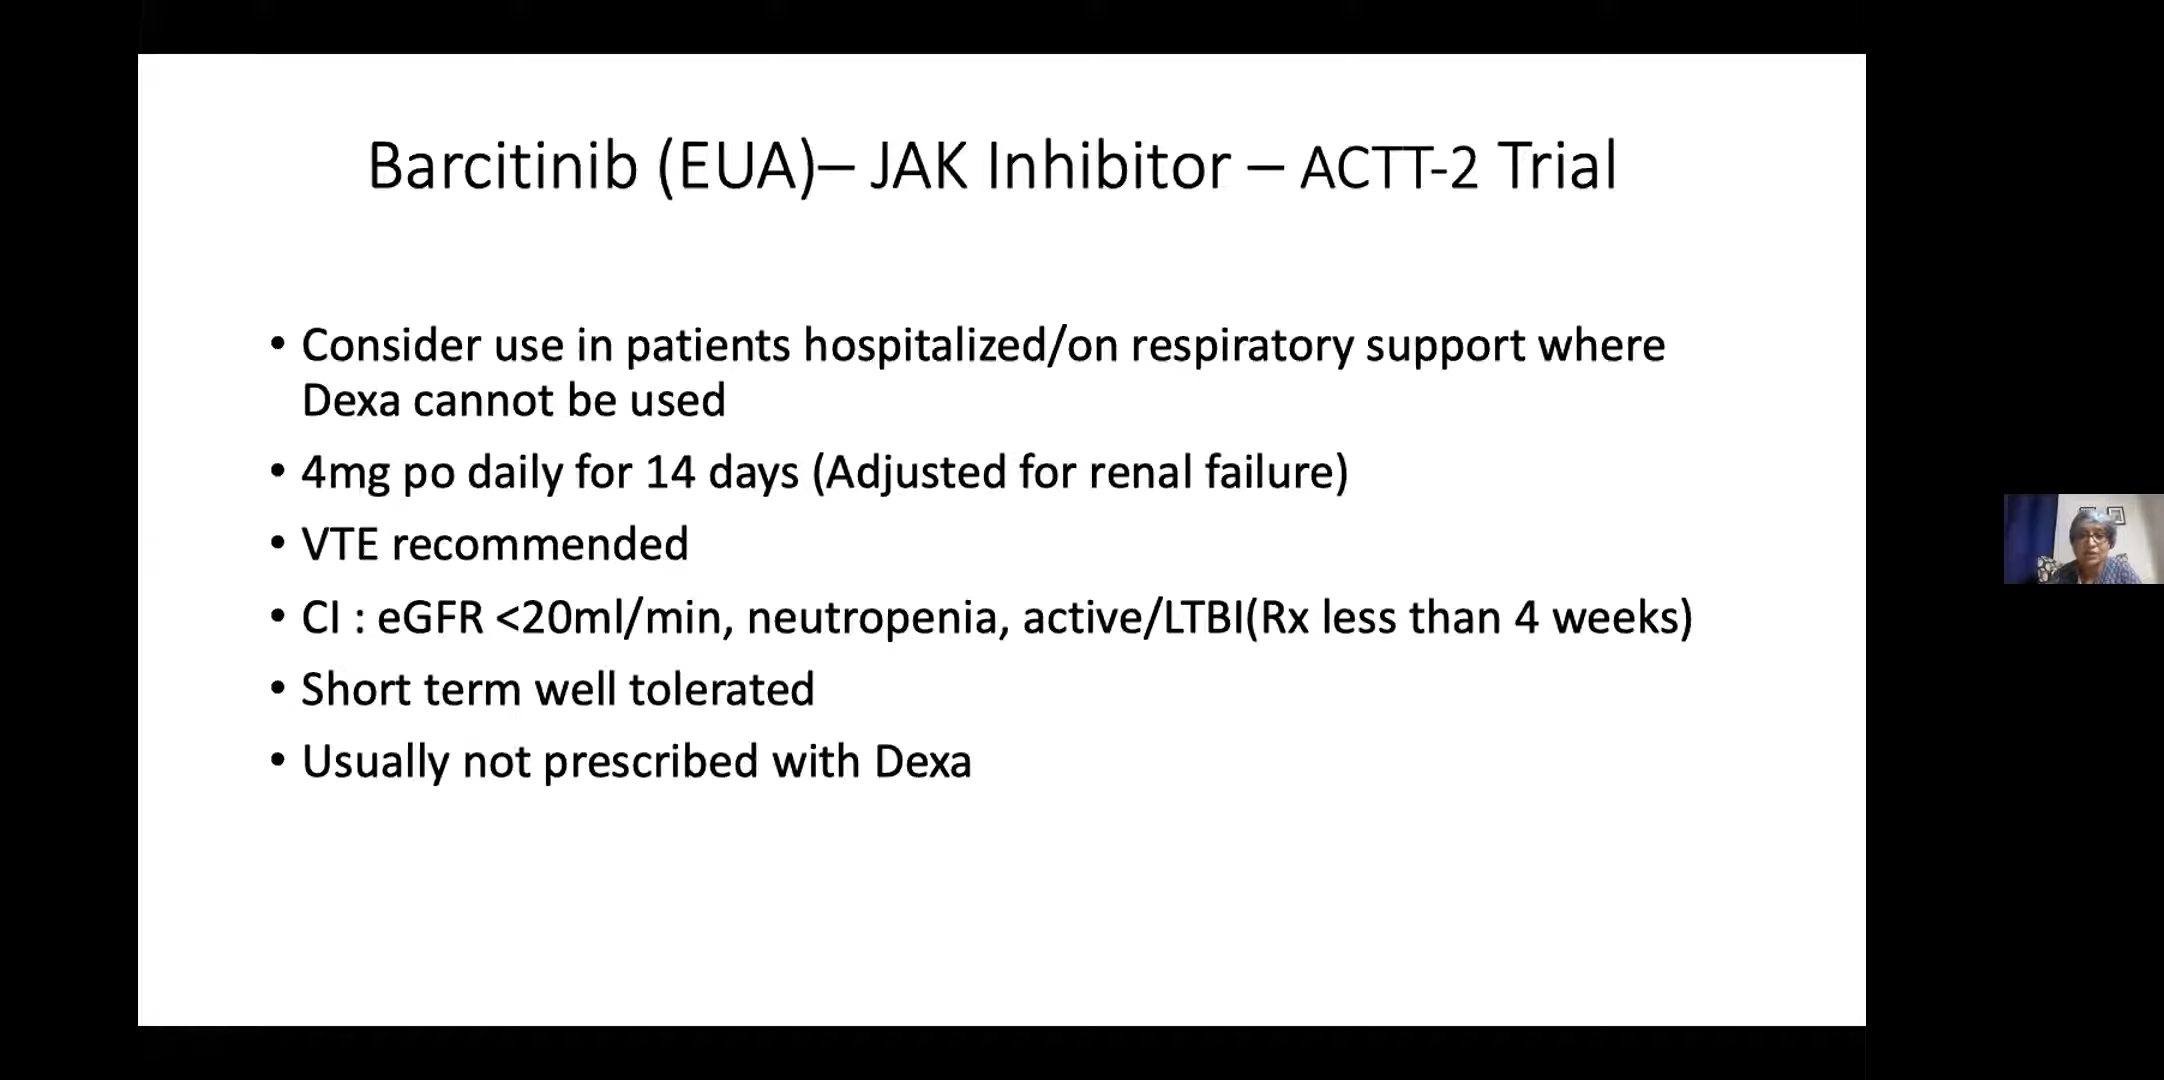 Barcitinib (EUA)– JAK Inhibitor – ACTT-2 Trial
• Consider use in patients hospitalized/on respiratory support where
Dexa cannot be used
• 4mg po daily for 14 days (Adjusted for renal failure)
• VTE recommended
• CI : eGFR <20ml/min, neutropenia, active/LTBI(Rx less than 4 weeks)
• Short term well tolerated
• Usually not prescribed with Dexa